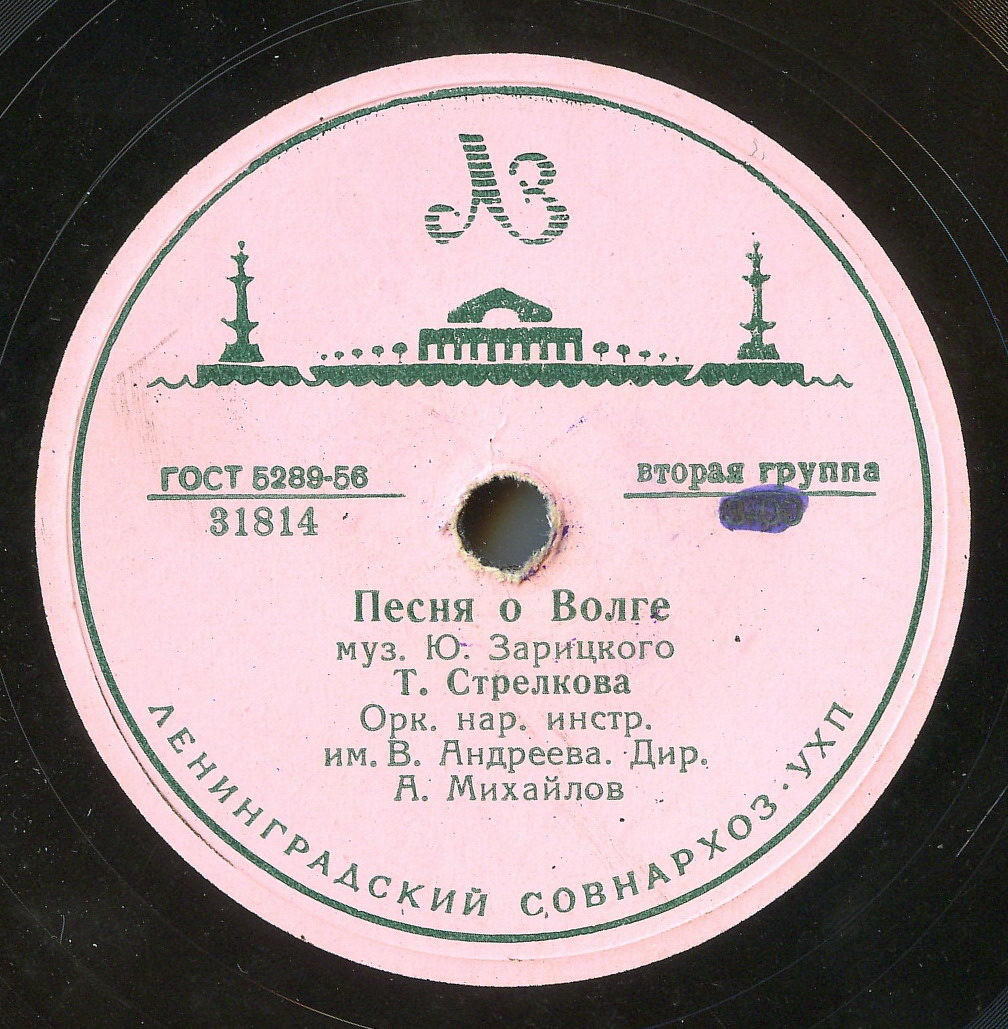 ЛЗ
ГОСТ 5289-56
вторая группа
31814
Песня о Волге
муз. Ю. Зарицкого
Т. Стрелкова
Орк. нар. инстр.
им. В. Андреева. Дир.
А. Михайлов
ЛЕНИНГРАДСКИЙ СОВНАРХОЗ. УХП